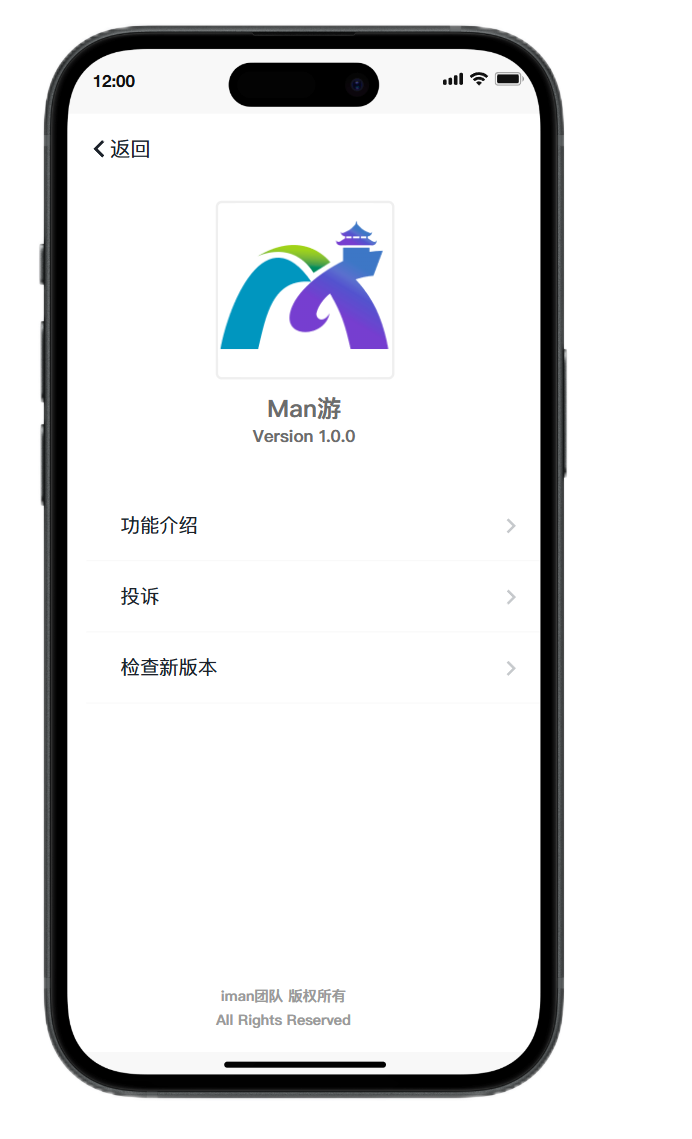 12:00
返回
Man游
Version 1.0.0
功能介绍
投诉
检查新版本
iman团队 版权所有
All Rights Reserved